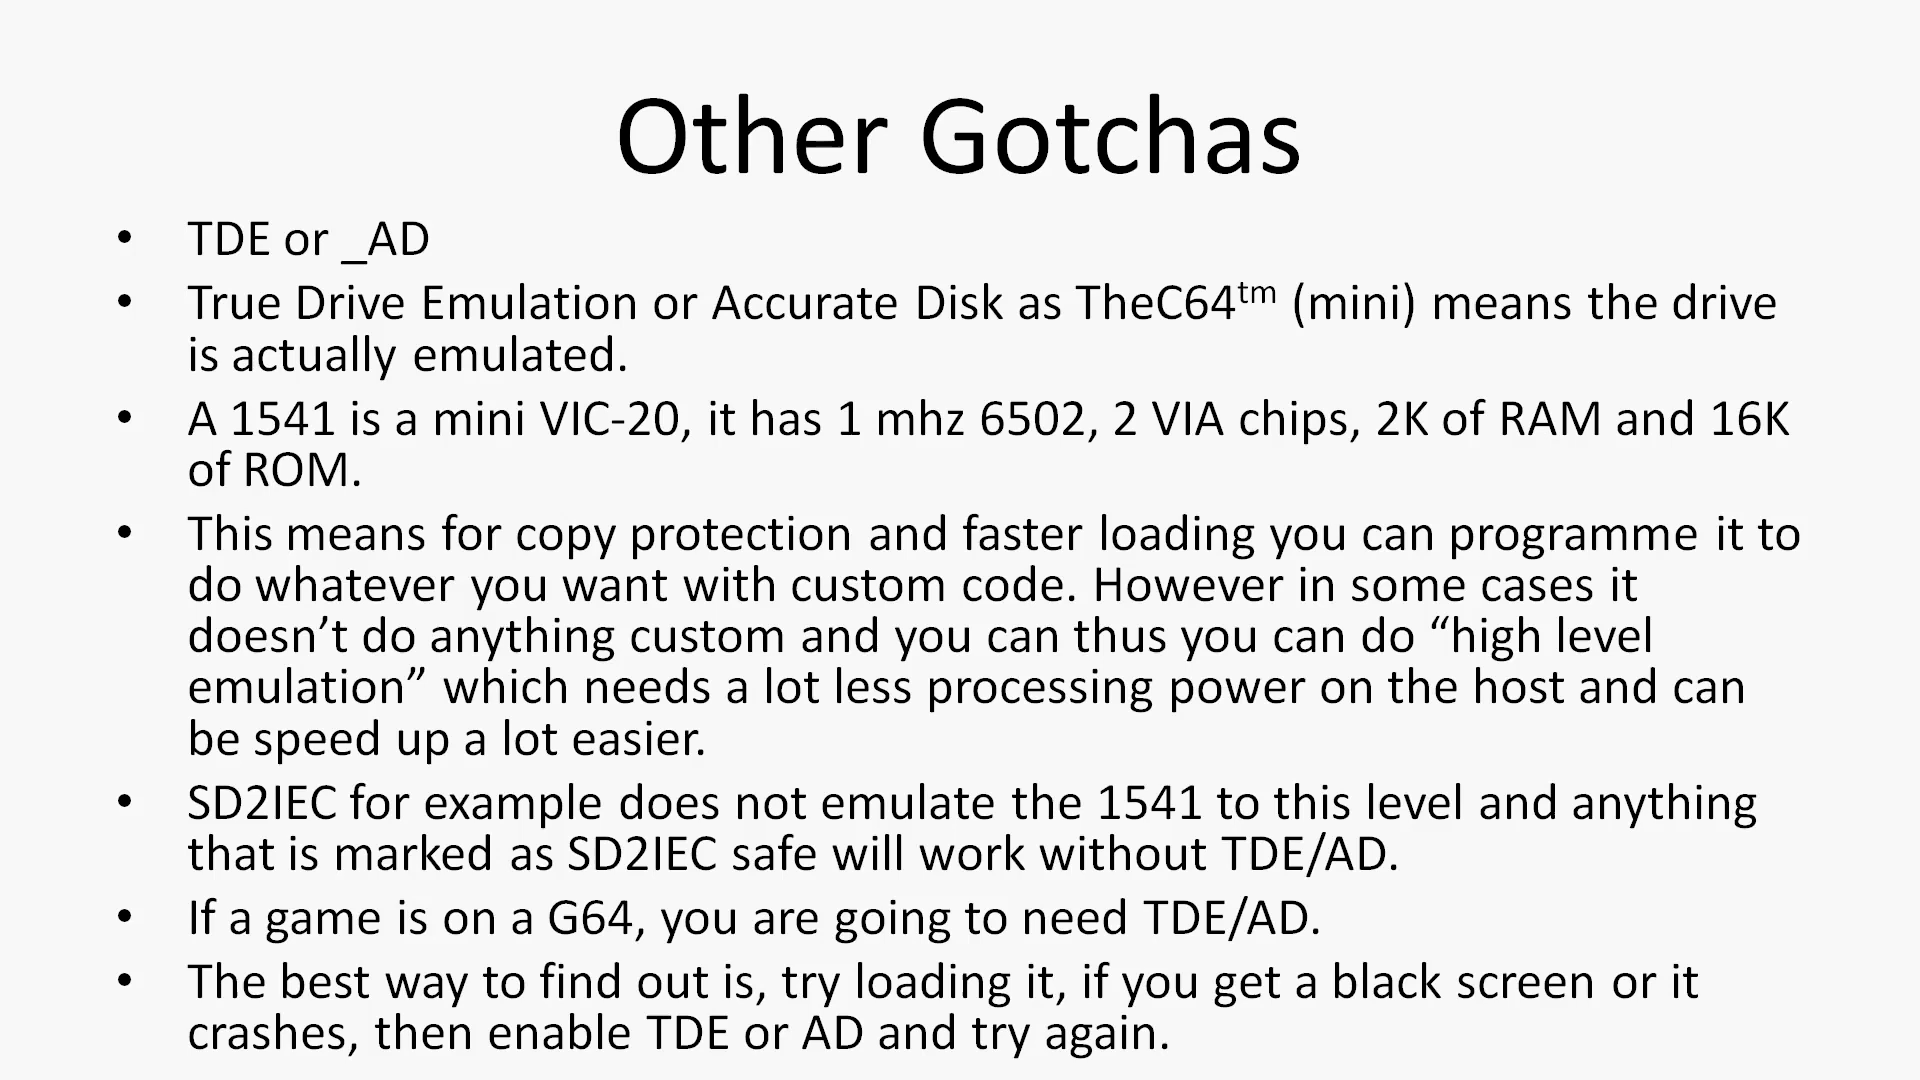 Other Gotchas
• TDE or _AD
• True Drive Emulation or Accurate Disk as TheC64tm (mini) means the drive
is actually emulated.
• A 1541 is a mini VIC-20, it has 1 mhz 6502, 2 VIA chips, 2K of RAM and 16K
of ROM.
• This means for copy protection and faster loading you can programme it to
do whatever you want with custom code. However in some cases it
doesn’t do anything custom and you can thus you can do “high level
emulation” which needs a lot less processing power on the host and can
be speed up a lot easier.
• SD2IEC for example does not emulate the 1541 to this level and anything
that is marked as SD2IEC safe will work without TDE/AD.
• If a game is on a G64, you are going to need TDE/AD.
• The best way to find out is, try loading it, if you get a black screen or it
crashes, then enable TDE or AD and try again.